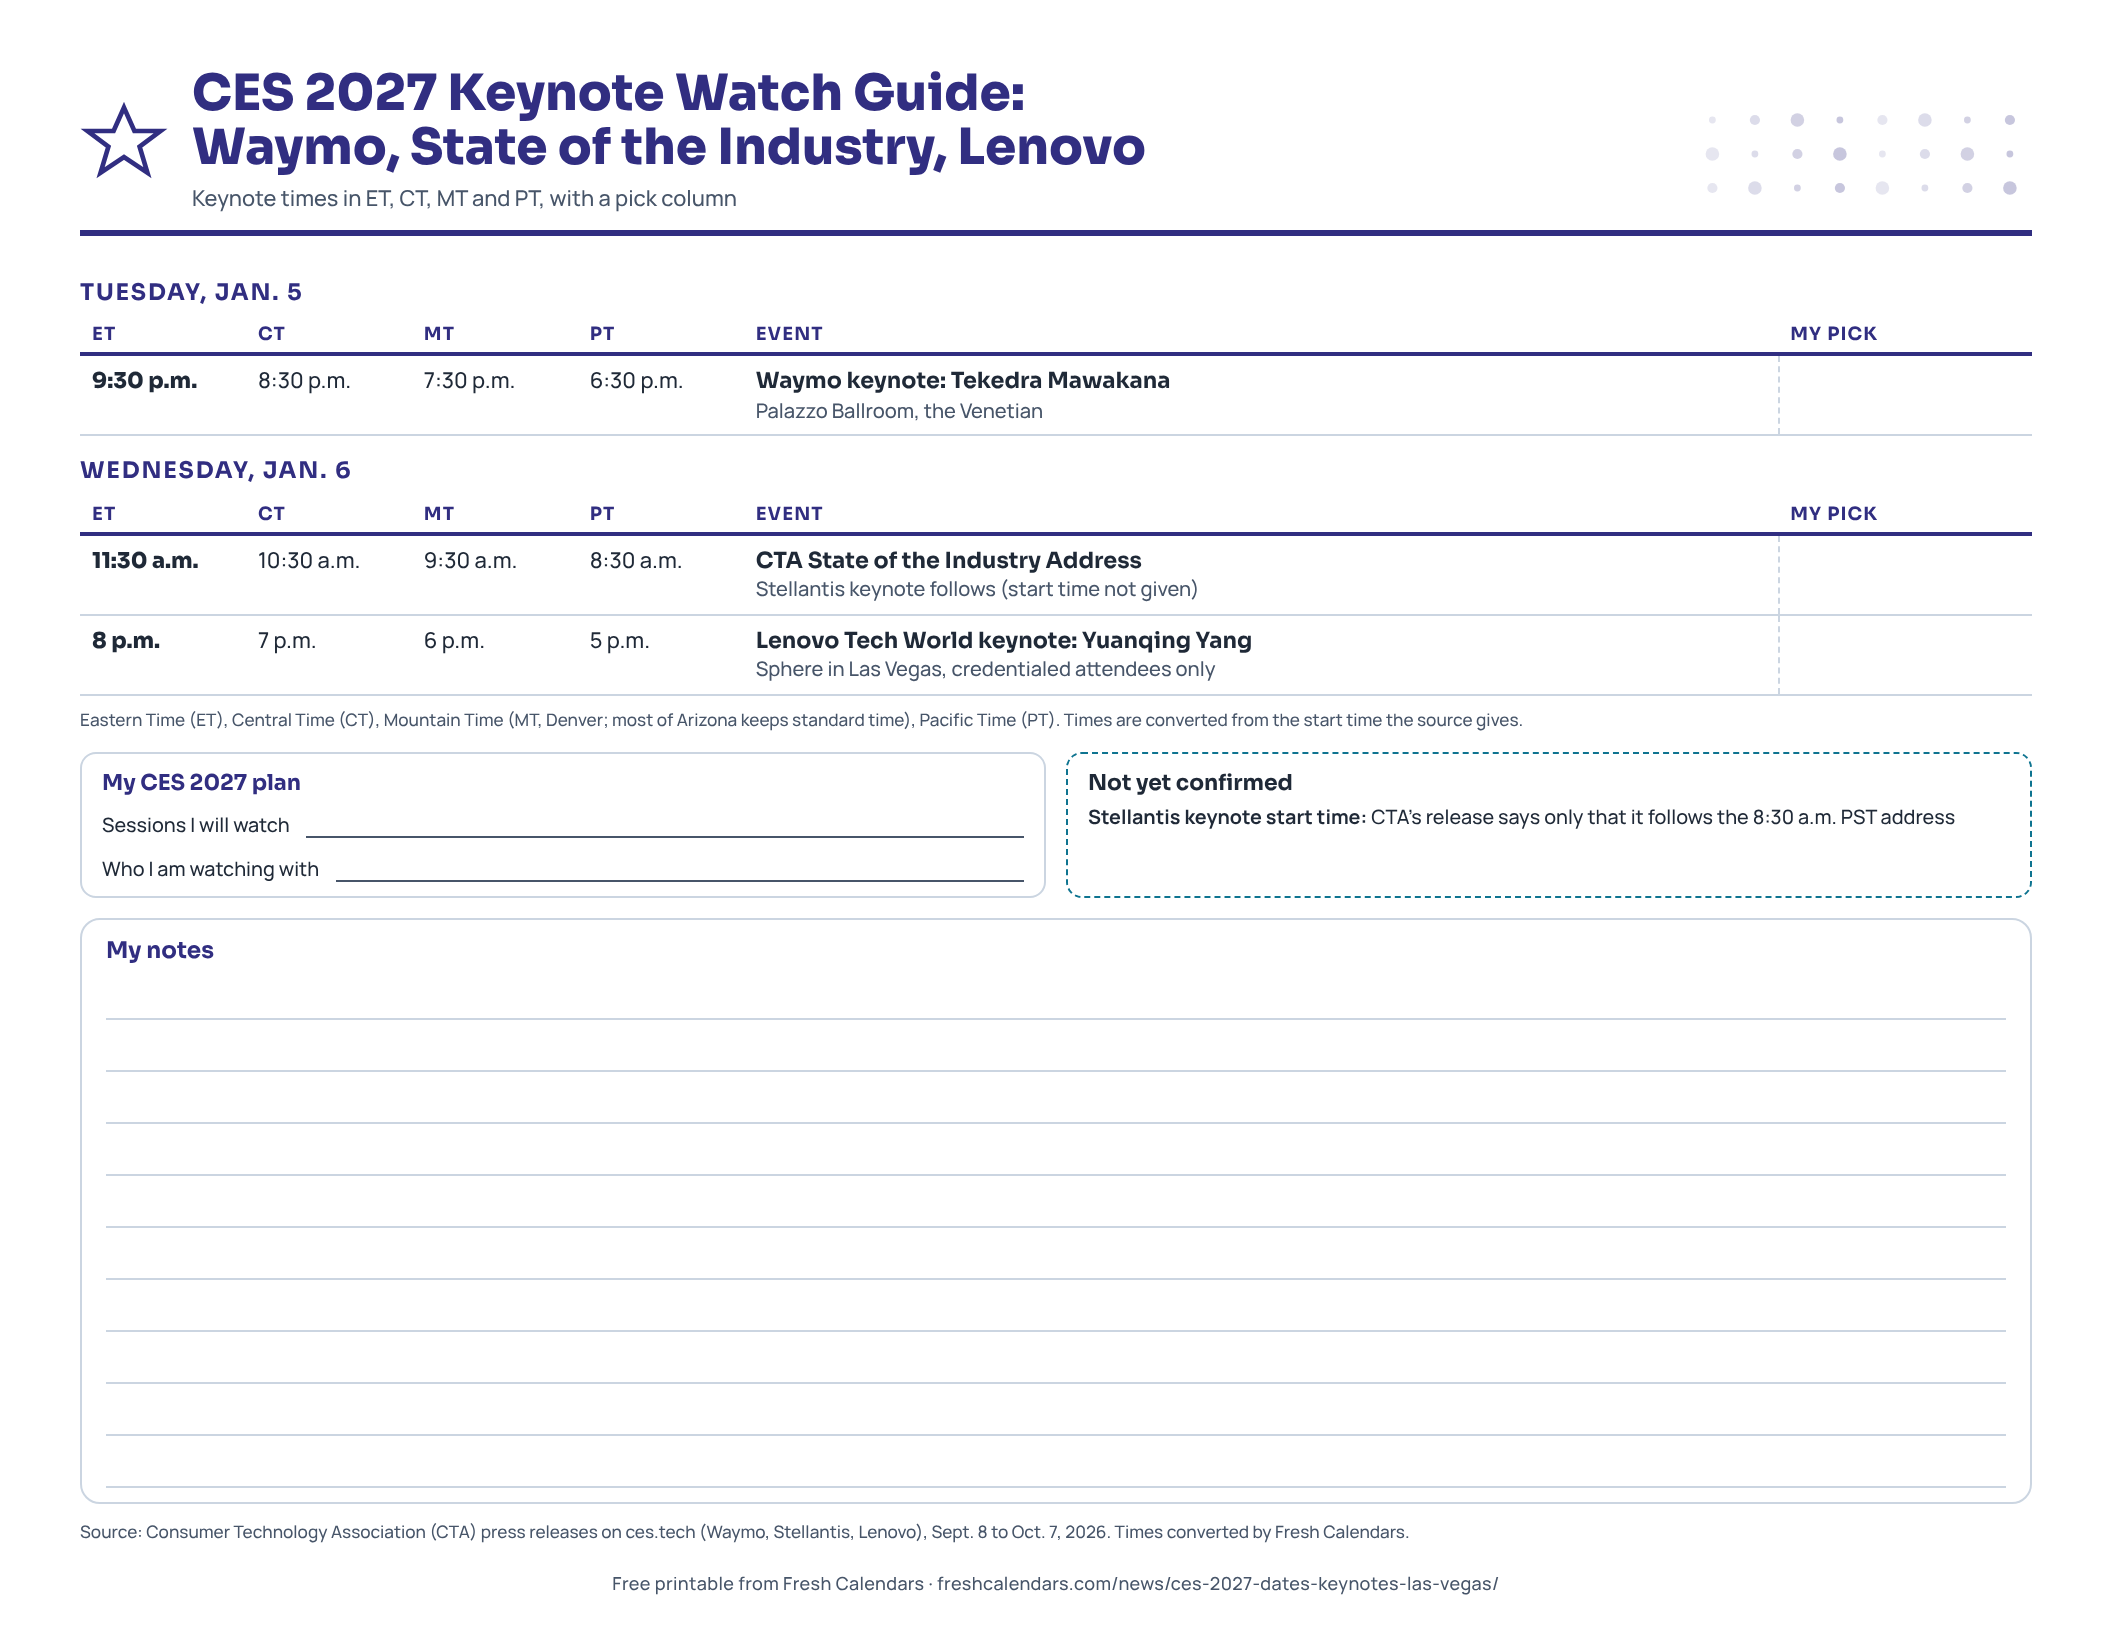 CES 2027 Keynote Watch Guide:
Waymo, State of the Industry, Lenovo
Keynote times in ET, CT, MT and PT, with a pick column
TUESDAY, JAN. 5
ET CT MT PT EVENT MY PICK
9:30 p.m. 8:30 p.m. 7:30 p.m. 6:30 p.m. Waymo keynote: Tekedra Mawakana
Palazzo Ballroom, the Venetian
WEDNESDAY, JAN. 6
ET CT MT PT EVENT MY PICK
11:30 a.m. 10:30 a.m. 9:30 a.m. 8:30 a.m. CTA State of the Industry Address
Stellantis keynote follows (start time not given)
8 p.m. 7 p.m. 6 p.m. 5 p.m. Lenovo Tech World keynote: Yuanqing Yang
Sphere in Las Vegas, credentialed attendees only
Eastern Time (ET), Central Time (CT), Mountain Time (MT, Denver; most of Arizona keeps standard time), Pacific Time (PT). Times are converted from the start time the source gives.
My CES 2027 plan
Sessions I will watch
Who I am watching with
Not yet confirmed
Stellantis keynote start time: CTA's release says only that it follows the 8:30 a.m. PST address
My notes
Source: Consumer Technology Association (CTA) press releases on ces.tech (Waymo, Stellantis, Lenovo), Sept. 8 to Oct. 7, 2026. Times converted by Fresh Calendars.
Free printable from Fresh Calendars · freshcalendars.com/news/ces-2027-dates-keynotes-las-vegas/